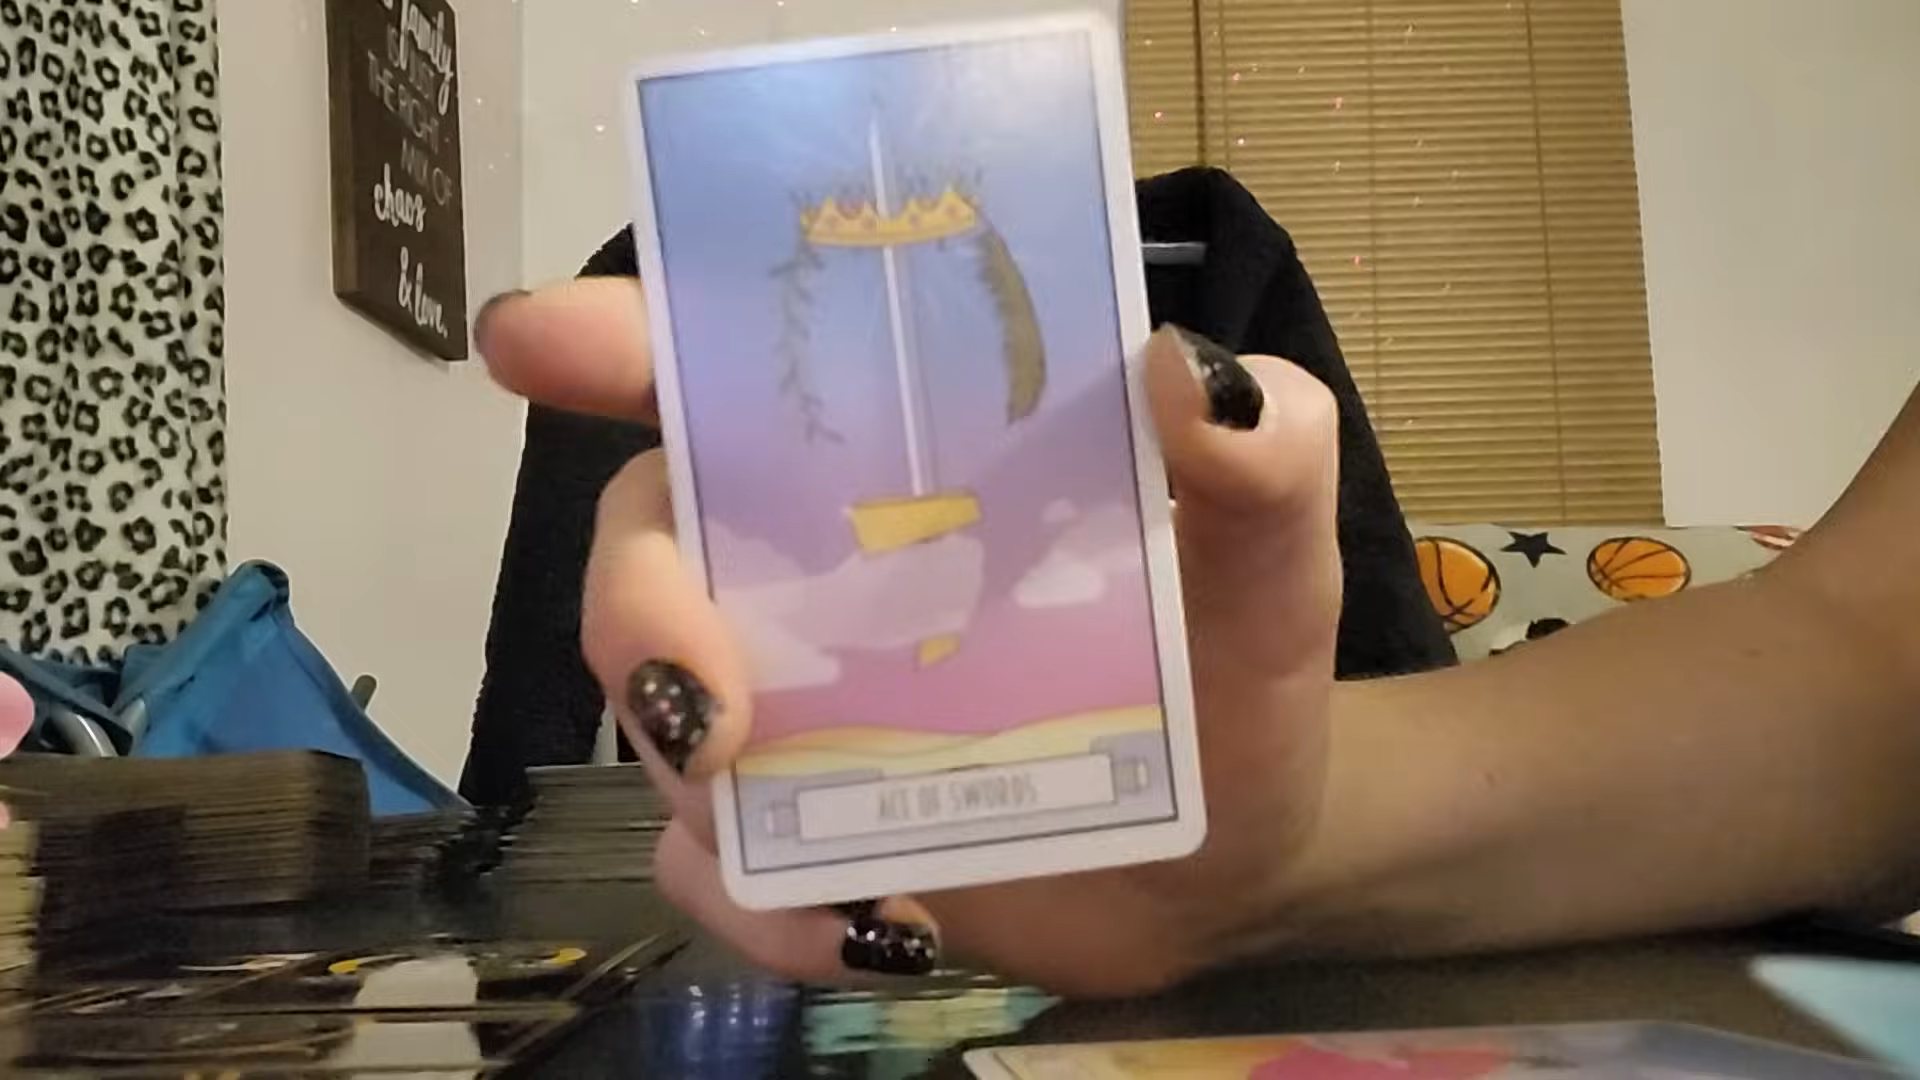 family
IS JUST
THE RIGHT
MIX OF
chaos
& love.
ACE OF SWORDS